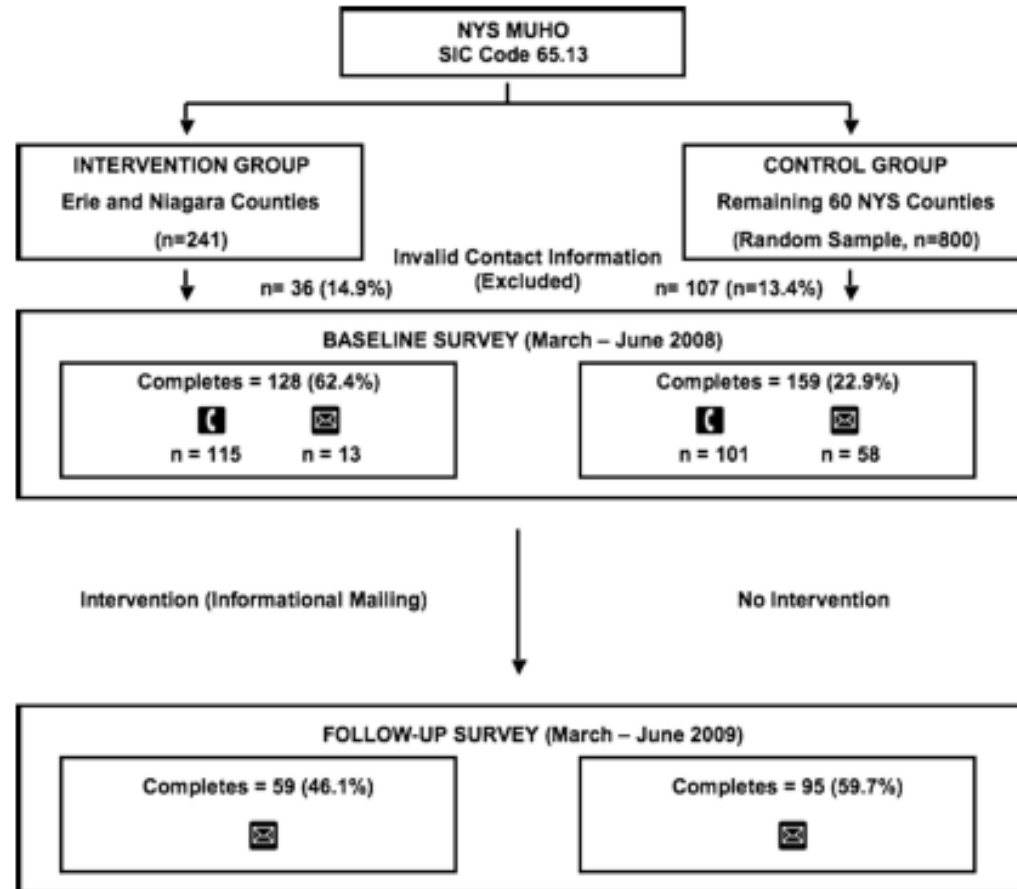 NYS MUHO
SIC Code 65.13
INTERVENTION GROUP
Erie and Niagara Counties
(n=241)
CONTROL GROUP
Remaining 60 NYS Counties
(Random Sample, n=800)
Invalid Contact Information
(Excluded)
n= 36 (14.9%)
n= 107 (n=13.4%)
BASELINE SURVEY (March – June 2008)
Completes = 128 (62.4%)
n = 115 n = 13
Completes = 159 (22.9%)
n = 101 n = 58
Intervention (Informational Mailing)
No Intervention
FOLLOW-UP SURVEY (March – June 2009)
Completes = 59 (46.1%)
Completes = 95 (59.7%)